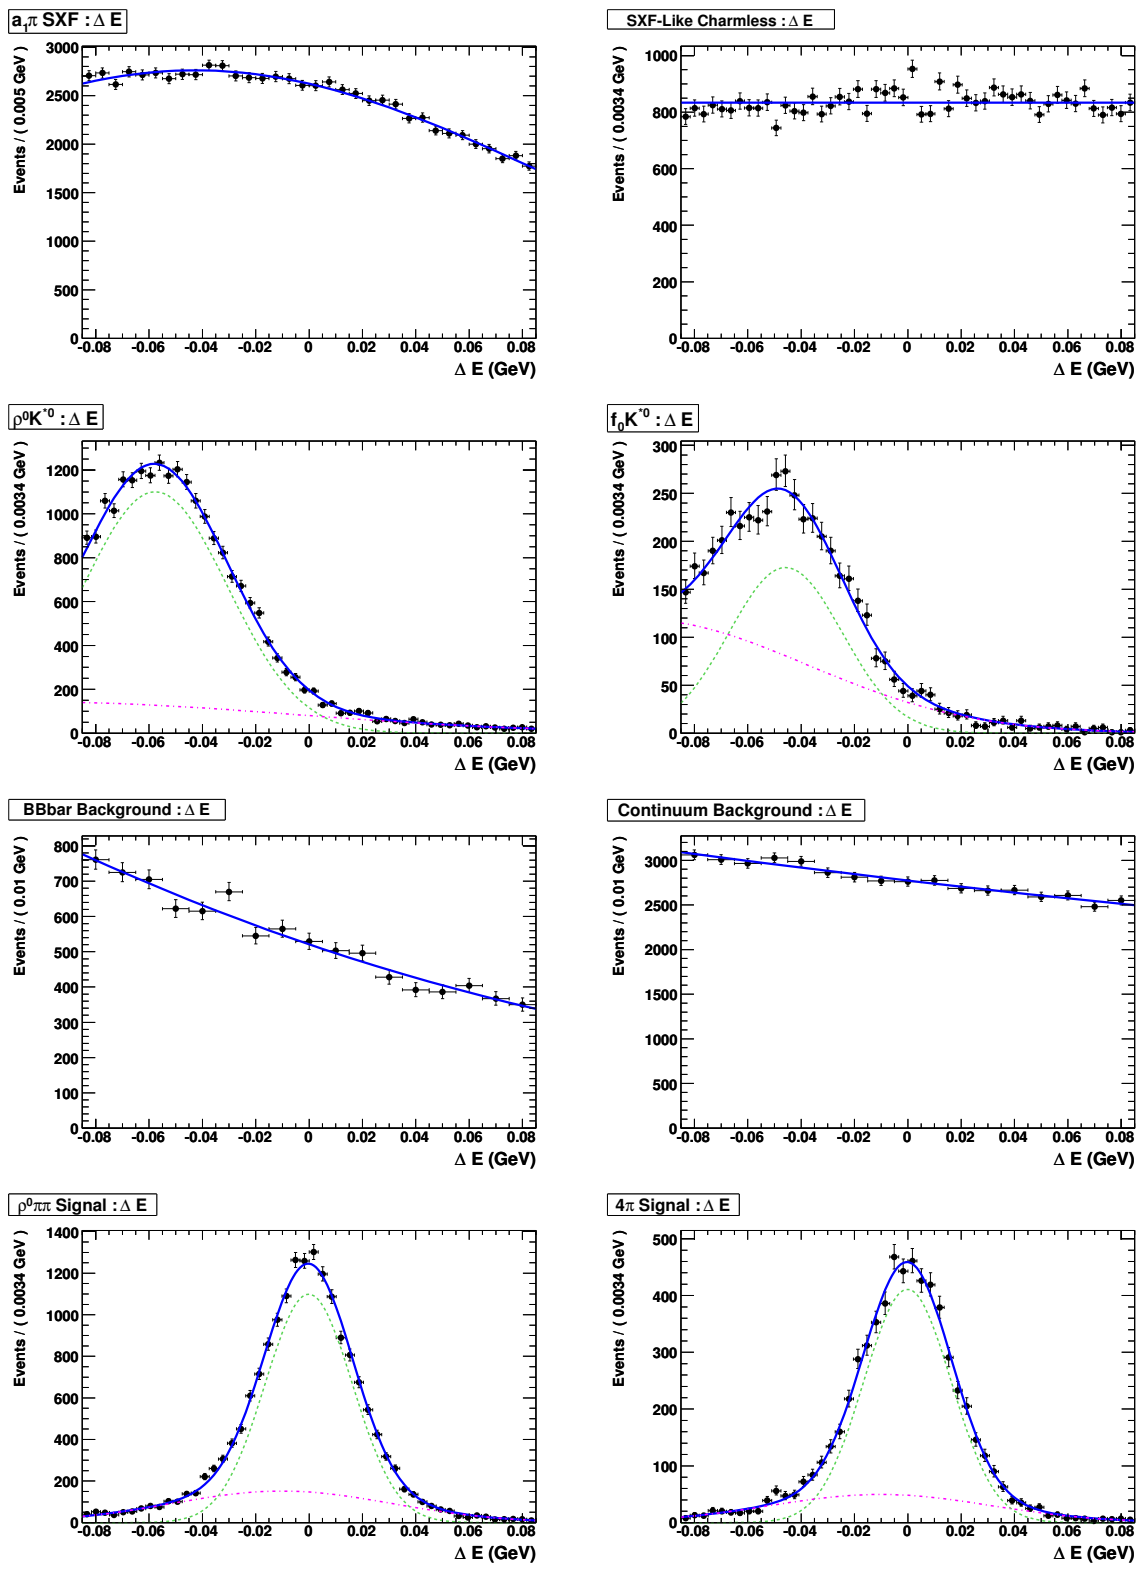 a₁π SXF : Δ E
Events / ( 0.005 GeV )
3000
2500
2000
1500
1000
500
0
-0.08 -0.06 -0.04 -0.02 0 0.02 0.04 0.06 0.08
Δ E (GeV)
SXF-Like Charmless : Δ E
Events / ( 0.0034 GeV )
1000
800
600
400
200
0
-0.08 -0.06 -0.04 -0.02 0 0.02 0.04 0.06 0.08
Δ E (GeV)
ρ⁰K*⁰ : Δ E
Events / ( 0.0034 GeV )
1200
1000
800
600
400
200
0
-0.08 -0.06 -0.04 -0.02 0 0.02 0.04 0.06 0.08
Δ E (GeV)
f₀K*⁰ : Δ E
Events / ( 0.0034 GeV )
300
250
200
150
100
50
0
-0.08 -0.06 -0.04 -0.02 0 0.02 0.04 0.06 0.08
Δ E (GeV)
BBbar Background : Δ E
Events / ( 0.01 GeV )
800
700
600
500
400
300
200
100
0
-0.08 -0.06 -0.04 -0.02 0 0.02 0.04 0.06 0.08
Δ E (GeV)
Continuum Background : Δ E
Events / ( 0.01 GeV )
3000
2500
2000
1500
1000
500
0
-0.08 -0.06 -0.04 -0.02 0 0.02 0.04 0.06 0.08
Δ E (GeV)
ρ⁰ππ Signal : Δ E
Events / ( 0.0034 GeV )
1400
1200
1000
800
600
400
200
0
-0.08 -0.06 -0.04 -0.02 0 0.02 0.04 0.06 0.08
Δ E (GeV)
4π Signal : Δ E
Events / ( 0.0034 GeV )
500
400
300
200
100
0
-0.08 -0.06 -0.04 -0.02 0 0.02 0.04 0.06 0.08
Δ E (GeV)